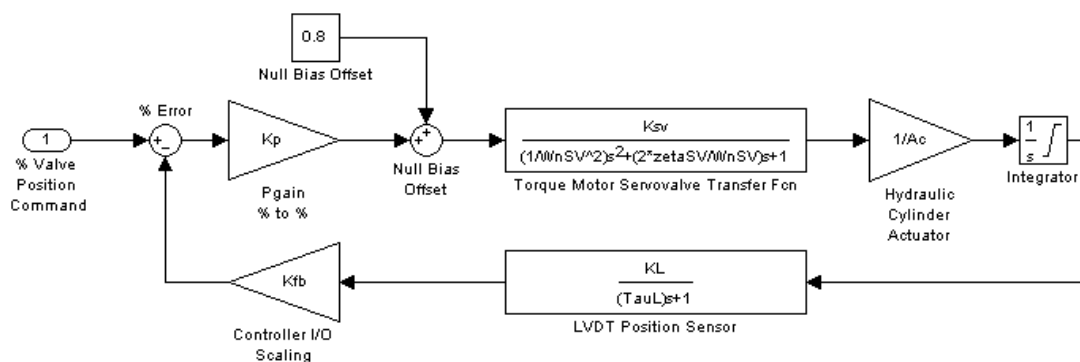 0.8
Null Bias Offset
% Error
1
% Valve
Position
Command
+
−
Kp
Pgain
% to %
+
+
Null Bias
Offset
Ksv
(1/WnSV^2)s²+(2*zetaSV/WnSV)s+1
Torque Motor Servovalve Transfer Fcn
1/Ac
Hydraulic
Cylinder
Actuator
1
s
Integrator
Kfb
Controller I/O
Scaling
KL
(TauL)s+1
LVDT Position Sensor